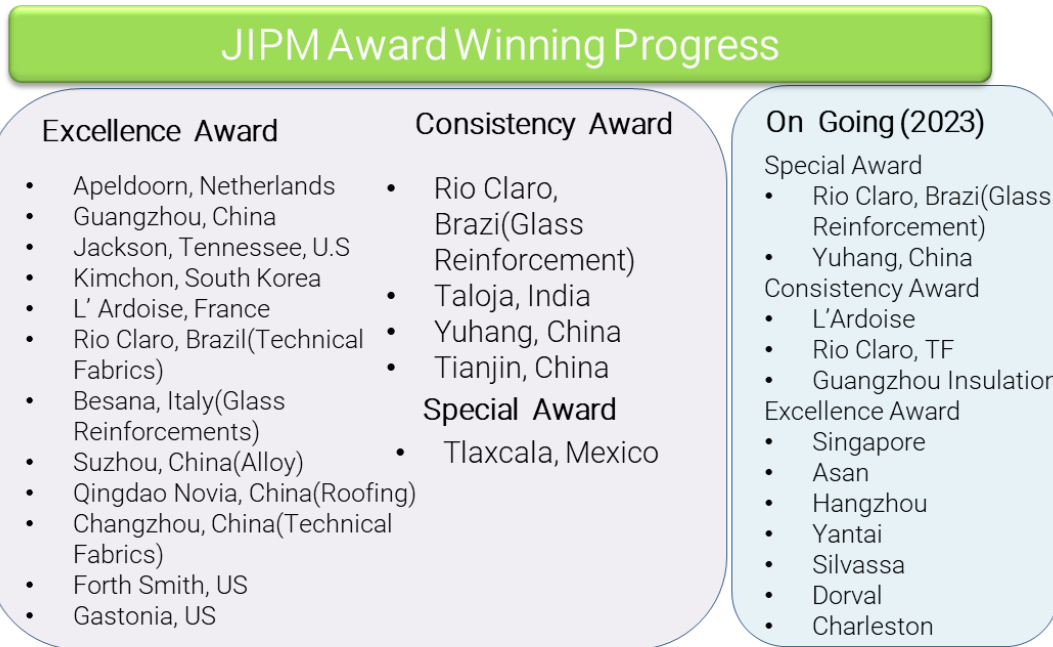 JIPM Award Winning Progress
Excellence Award
• Apeldoorn, Netherlands
• Guangzhou, China
• Jackson, Tennessee, U.S
• Kimchon, South Korea
• L' Ardoise, France
• Rio Claro, Brazil(Technical
Fabrics)
• Besana, Italy(Glass
Reinforcements)
• Suzhou, China(Alloy)
• Qingdao Novia, China(Roofing)
• Changzhou, China(Technical
Fabrics)
• Forth Smith, US
• Gastonia, US
Consistency Award
• Rio Claro,
Brazi(Glass
Reinforcement)
• Taloja, India
• Yuhang, China
• Tianjin, China
Special Award
• Tlaxcala, Mexico
On Going (2023)
Special Award
• Rio Claro, Brazi(Glass
Reinforcement)
• Yuhang, China
Consistency Award
• L'Ardoise
• Rio Claro, TF
• Guangzhou Insulation
Excellence Award
• Singapore
• Asan
• Hangzhou
• Yantai
• Silvassa
• Dorval
• Charleston